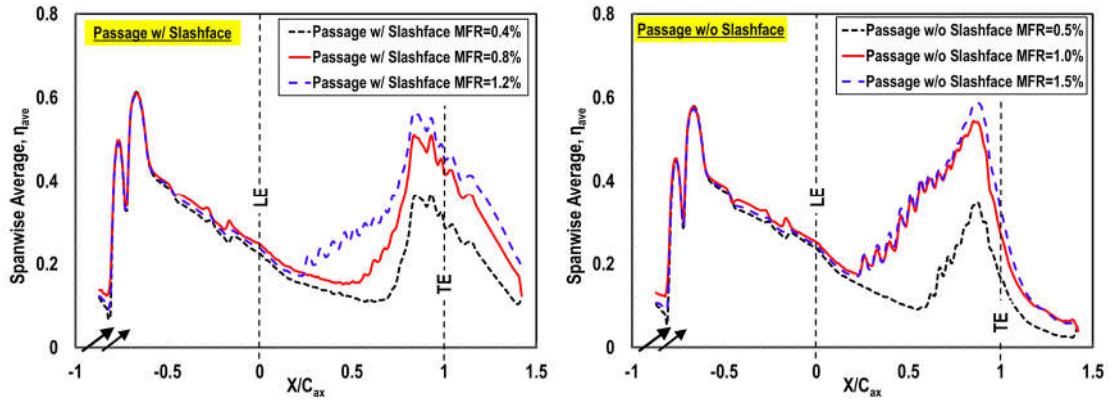 Passage w/ Slashface
Passage w/ Slashface MFR=0.4%
Passage w/ Slashface MFR=0.8%
Passage w/ Slashface MFR=1.2%
Spanwise Average, ηave
0.8
0.6
0.4
0.2
0
LE
TE
-1
-0.5
0
0.5
1
1.5
X/Cax
Passage w/o Slashface
Passage w/o Slashface MFR=0.5%
Passage w/o Slashface MFR=1.0%
Passage w/o Slashface MFR=1.5%
Spanwise Average, ηave
0.8
0.6
0.4
0.2
0
LE
TE
-1
-0.5
0
0.5
1
1.5
X/Cax